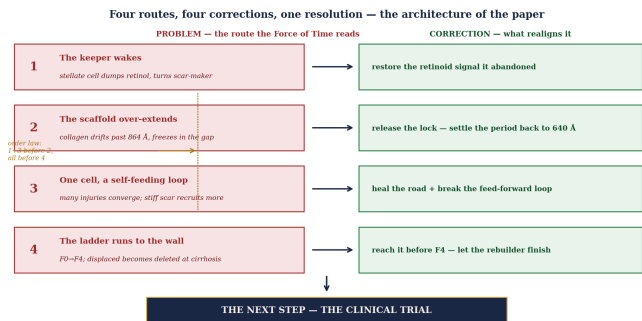 Four routes, four corrections, one resolution — the architecture of the paper
PROBLEM — the route the Force of Time reads
CORRECTION — what realigns it
1
The keeper wakes
stellate cell dumps retinol, turns scar-maker
restore the retinoid signal it abandoned
2
The scaffold over-extends
collagen drifts past 864 Å, freezes in the gap
release the lock — settle the period back to 640 Å
order law:
before 2,
all before 4
3
One cell, a self-feeding loop
many injuries converge; stiff scar recruits more
heal the road + break the feed-forward loop
4
The ladder runs to the wall
F0→F4; displaced becomes deleted at cirrhosis
reach it before F4 — let the rebuilder finish
THE NEXT STEP — THE CLINICAL TRIAL